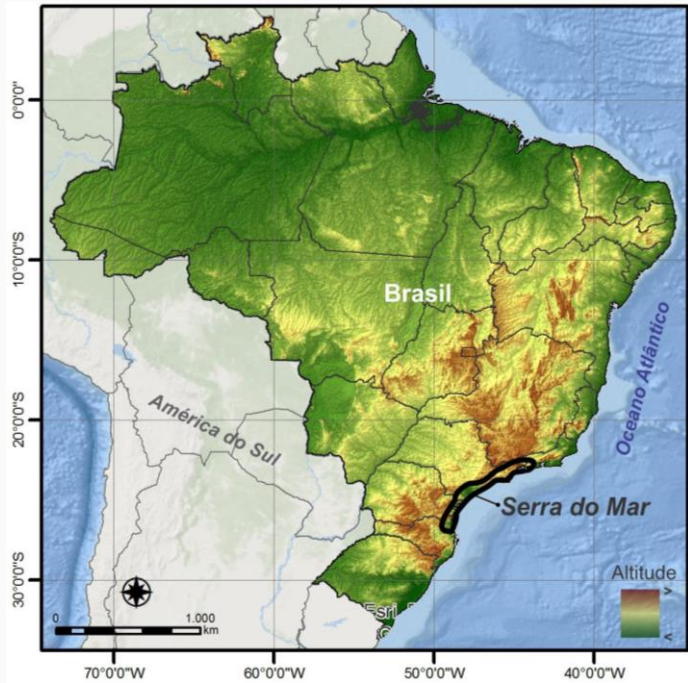 0°0'0"
10°0'0"S
20°0'0"S
30°0'0"S
Brasil
Oceano Atlântico
América do Sul
Serra do Mar
Altitude
>
<
0
1.000
km
Esri
70°0'0"W
60°0'0"W
50°0'0"W
40°0'0"W